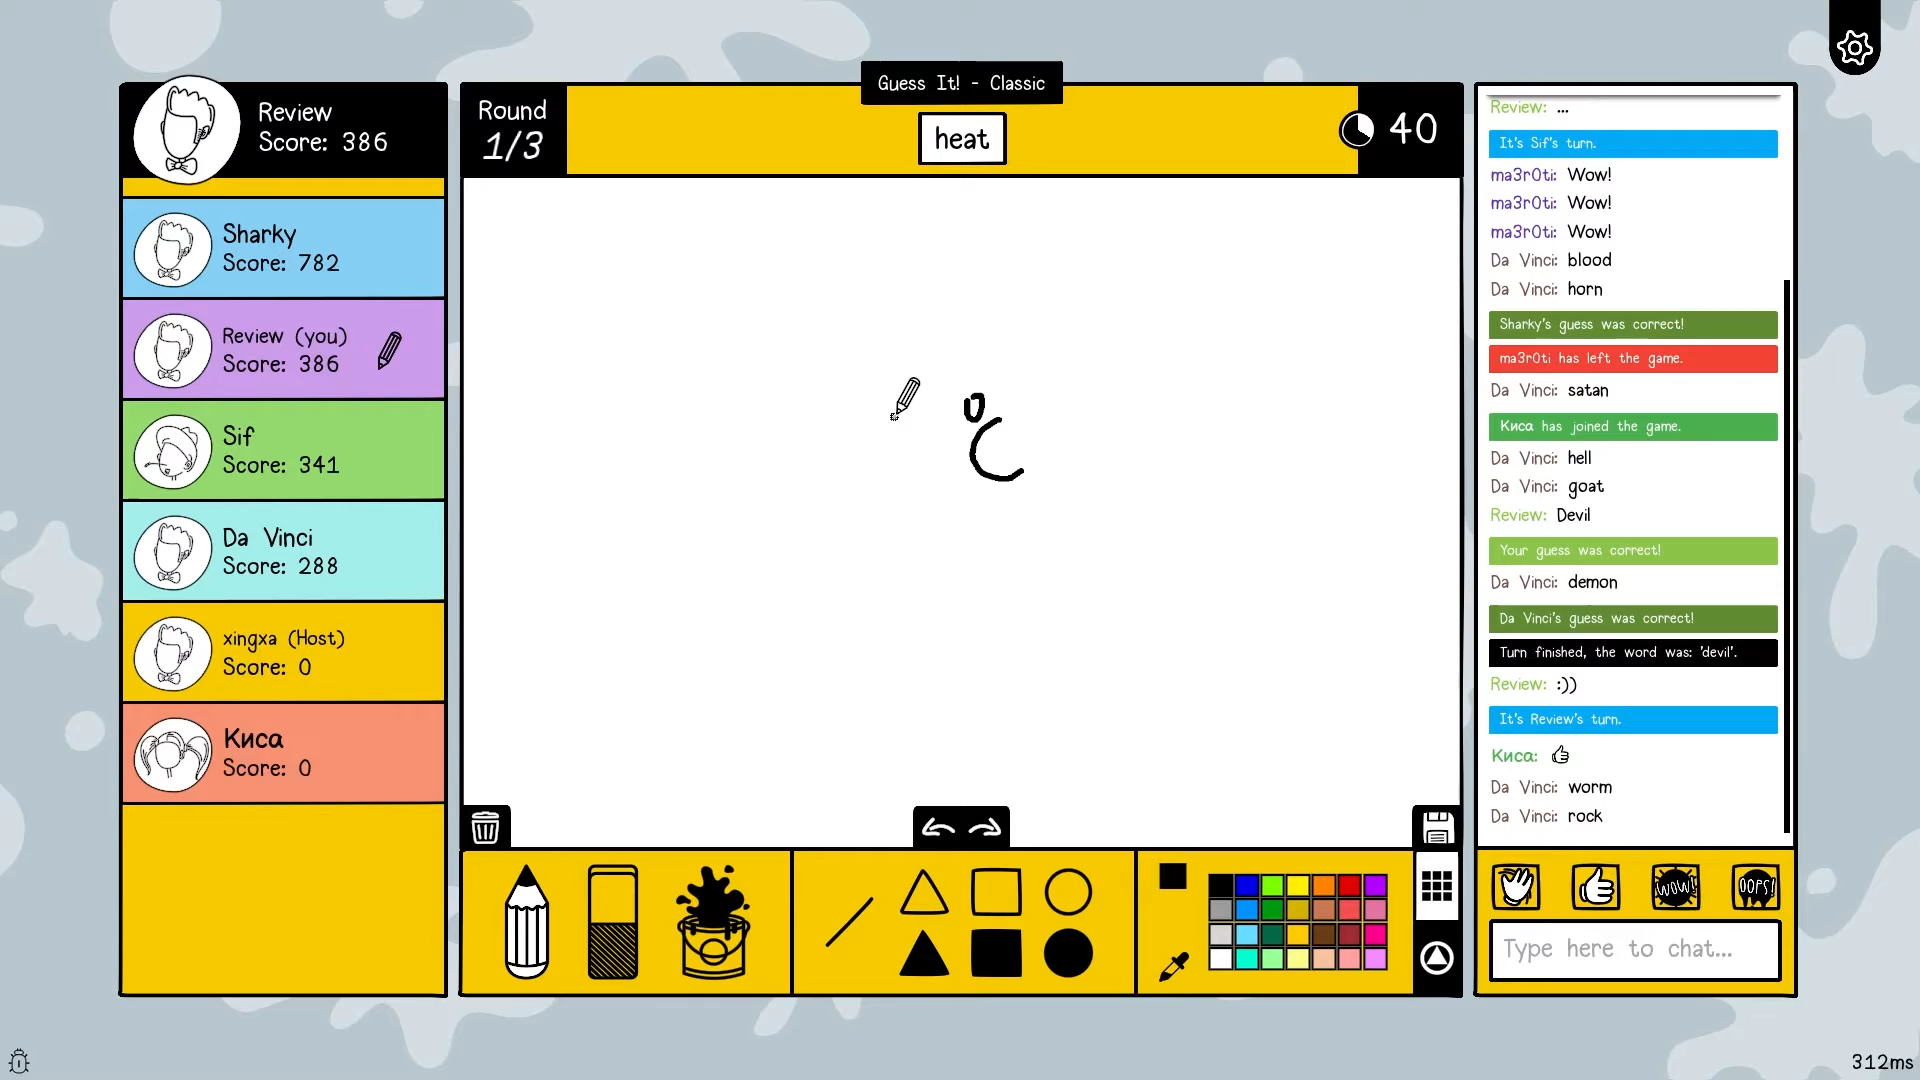 Guess It! - Classic
Review
Score: 386
Round
1/3
heat
40
Sharky
Score: 782
Review (you)
Score: 386
Sif
Score: 341
Da Vinci
Score: 288
xingxa (Host)
Score: 0
Киса
Score: 0
°C
Review: ...
It's Sif's turn.
ma3r0ti: Wow!
ma3r0ti: Wow!
ma3r0ti: Wow!
Da Vinci: blood
Da Vinci: horn
Sharky's guess was correct!
ma3r0ti has left the game.
Da Vinci: satan
Киса has joined the game.
Da Vinci: hell
Da Vinci: goat
Review: Devil
Your guess was correct!
Da Vinci: demon
Da Vinci's guess was correct!
Turn finished, the word was: 'devil'.
Review: :))
It's Review's turn.
Киса:
Da Vinci: worm
Da Vinci: rock
WOW!
OOPS!
Type here to chat...
312ms